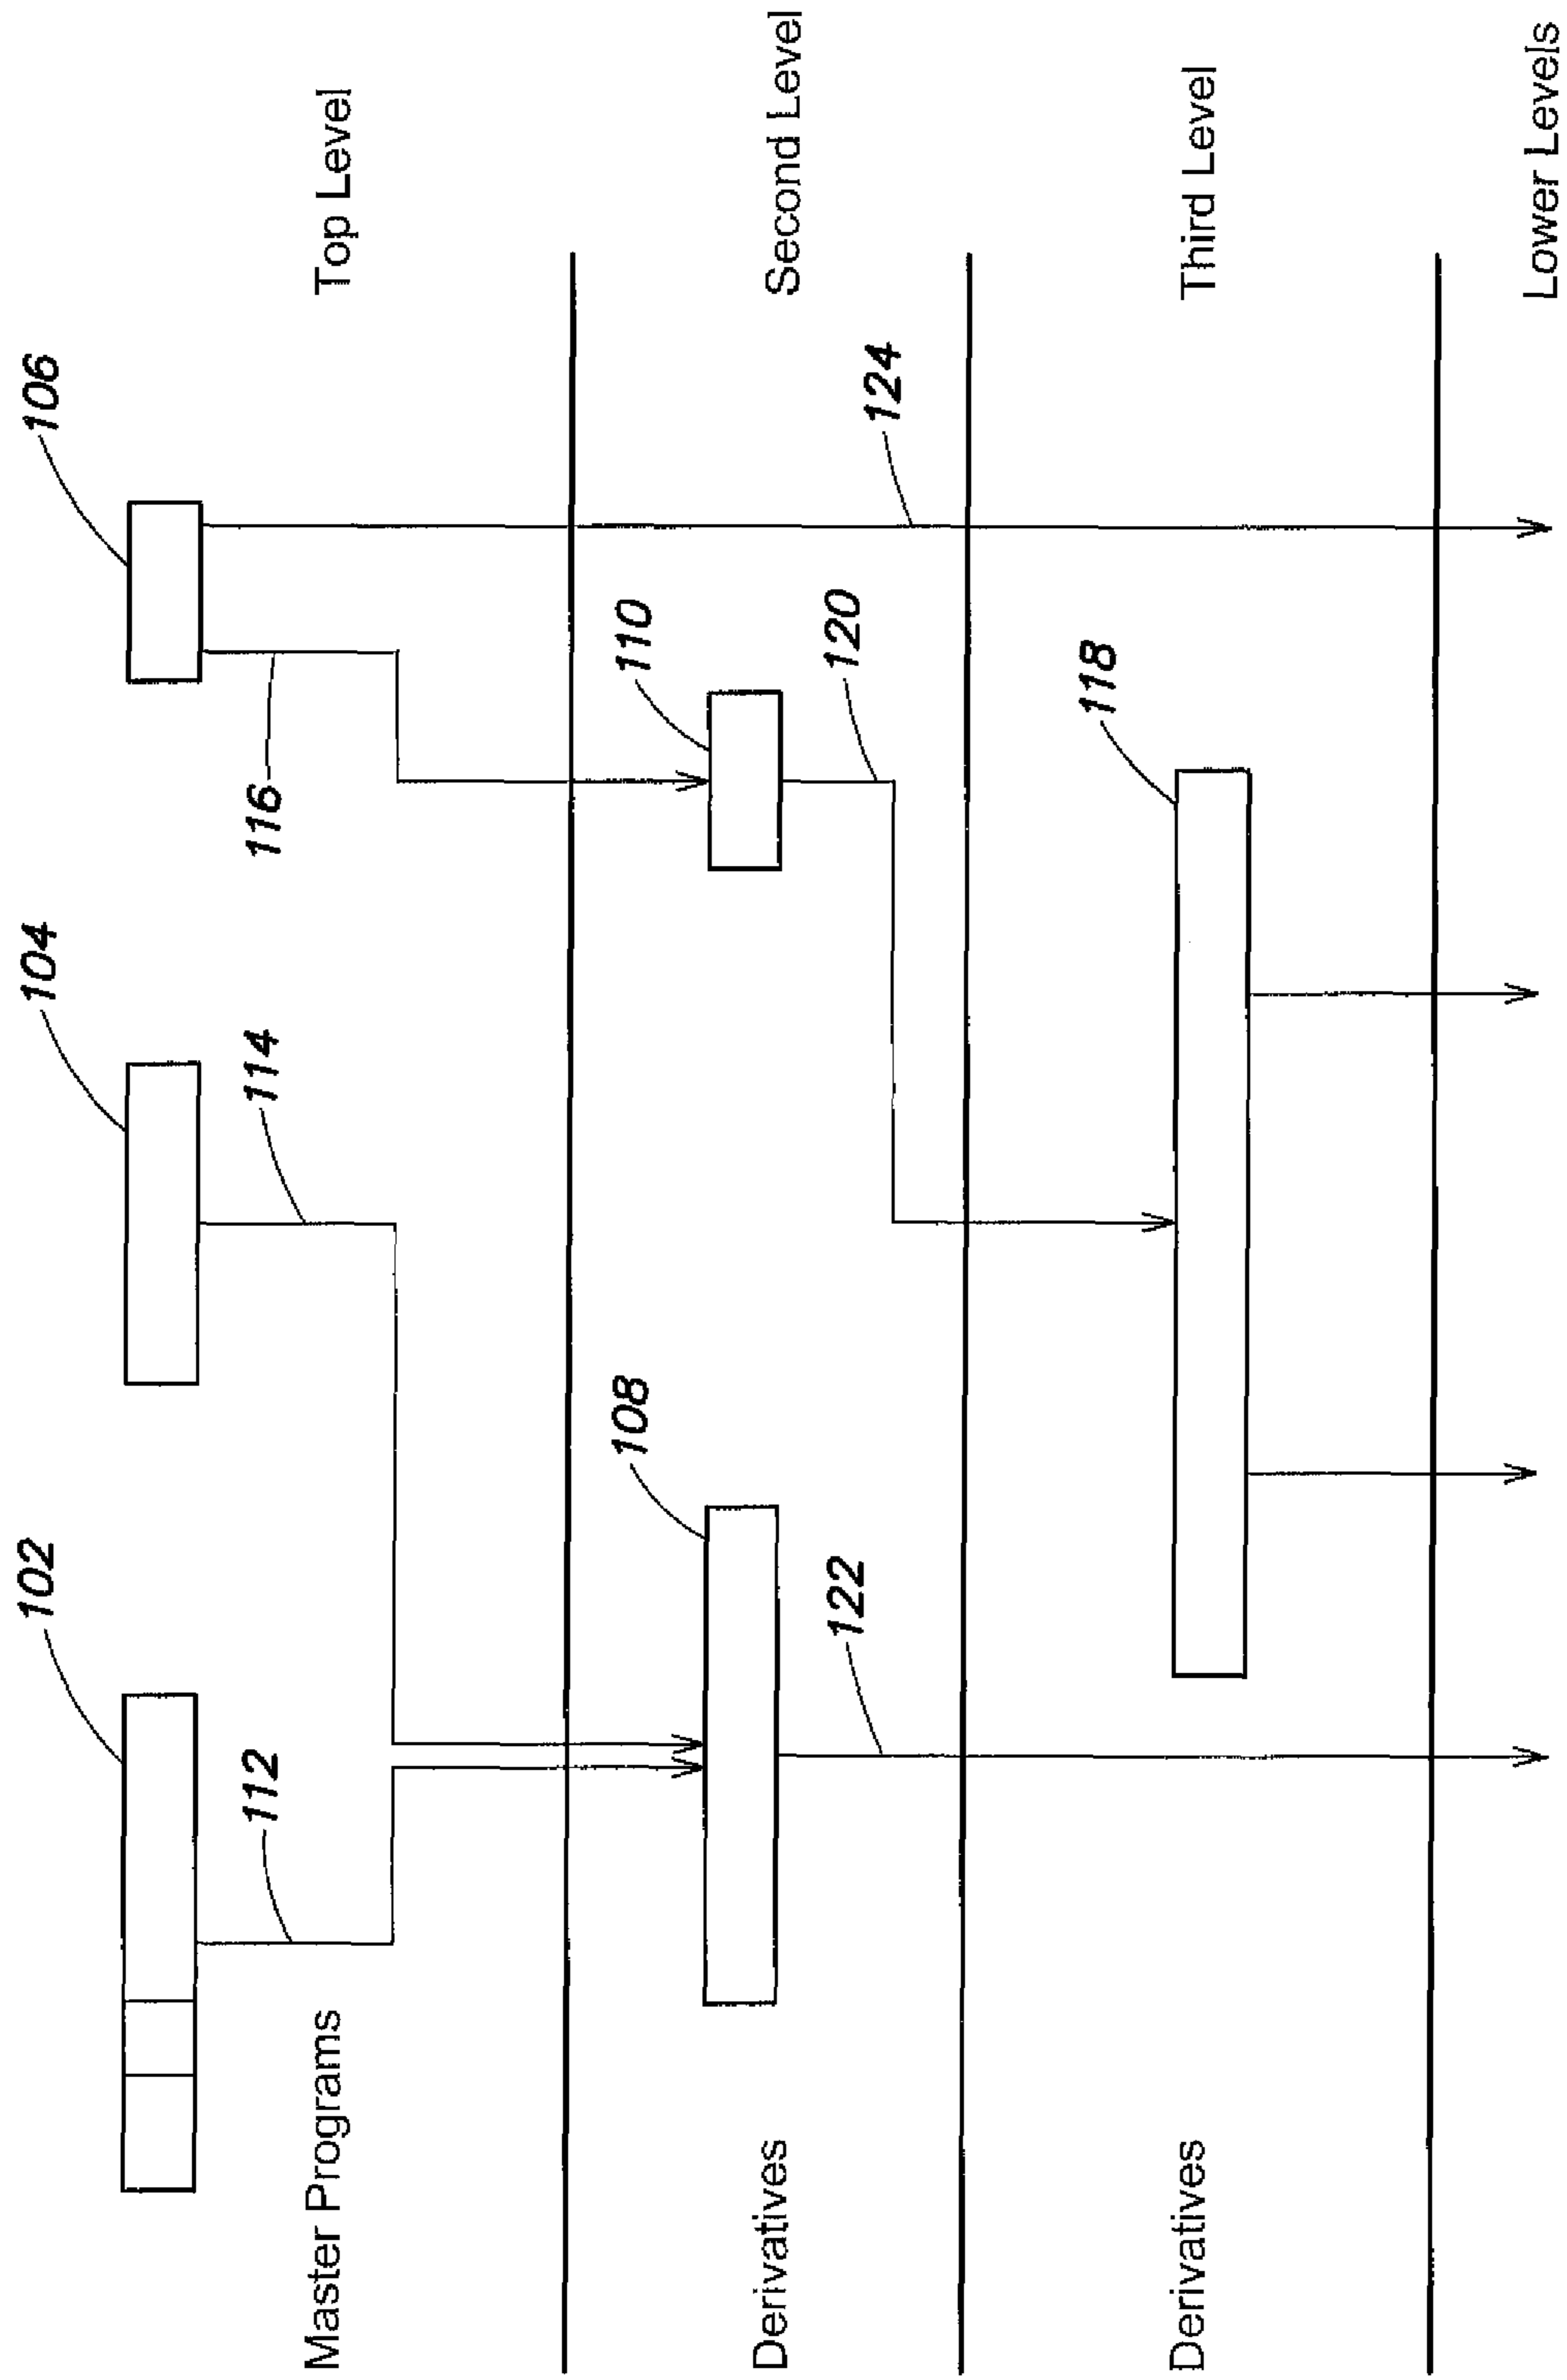 102
104
106
112
114
116
Master Programs
Top Level
108
110
Derivatives
Second Level
122
120
124
118
Derivatives
Third Level
Lower Levels